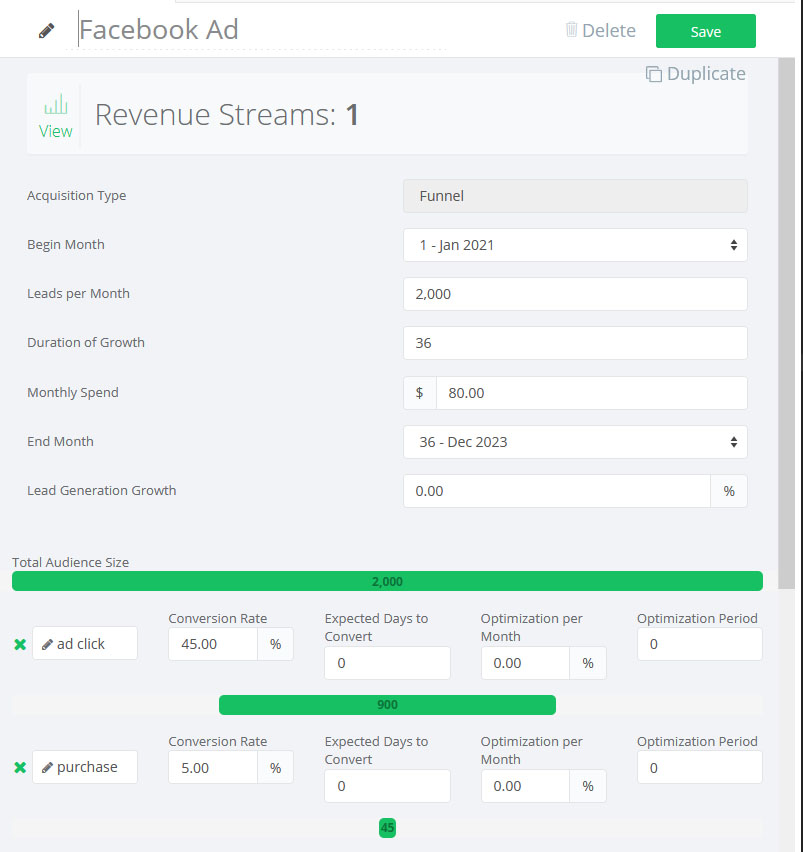 Facebook Ad
Delete
Save
Duplicate
View
Revenue Streams: 1
Acquisition Type
Funnel
Begin Month
1 - Jan 2021
Leads per Month
2,000
Duration of Growth
36
Monthly Spend
$ 80.00
End Month
36 - Dec 2023
Lead Generation Growth
0.00 %
Total Audience Size
2,000
Conversion Rate
Expected Days to
Convert
Optimization per
Month
Optimization Period
ad click
45.00 %
0
0.00 %
0
900
Conversion Rate
Expected Days to
Convert
Optimization per
Month
Optimization Period
purchase
5.00 %
0
0.00 %
0
45